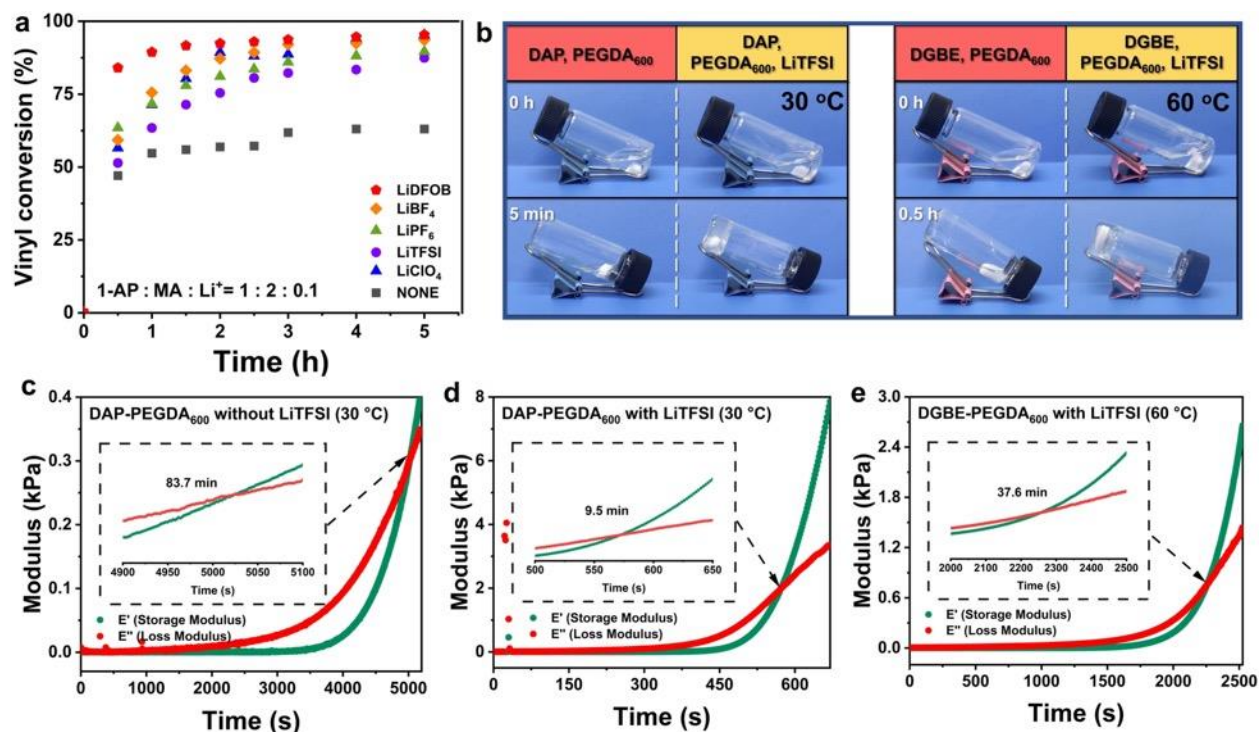 a
100
75
50
25
0
Vinyl conversion (%)
LiDFOB
LiBF₄
LiPF₆
LiTFSI
LiClO₄
NONE
1-AP : MA : Li⁺= 1 : 2 : 0.1
0 1 2 3 4 5
Time (h)
b
DAP, PEGDA₆₀₀
DAP,
PEGDA₆₀₀, LiTFSI
DGBE, PEGDA₆₀₀
DGBE,
PEGDA₆₀₀, LiTFSI
0 h
30 °C
0 h
60 °C
5 min
0.5 h
c
0.4
0.3
0.2
0.1
0.0
Modulus (kPa)
DAP-PEGDA₆₀₀ without LiTFSI (30 °C)
83.7 min
4900 4950 5000 5050 5100
Time (s)
E' (Storage Modulus)
E" (Loss Modulus)
0 1000 2000 3000 4000 5000
Time (s)
d
8
6
4
2
0
Modulus (kPa)
DAP-PEGDA₆₀₀ with LiTFSI (30 °C)
9.5 min
500 550 600 650
Time (s)
E' (Storage Modulus)
E" (Loss Modulus)
0 150 300 450 600
Time (s)
e
3.0
2.4
1.8
1.2
0.6
0.0
Modulus (kPa)
DGBE-PEGDA₆₀₀ with LiTFSI (60 °C)
37.6 min
2000 2100 2200 2300 2400 2500
Time (s)
E' (Storage Modulus)
E" (Loss Modulus)
0 500 1000 1500 2000 2500
Time (s)